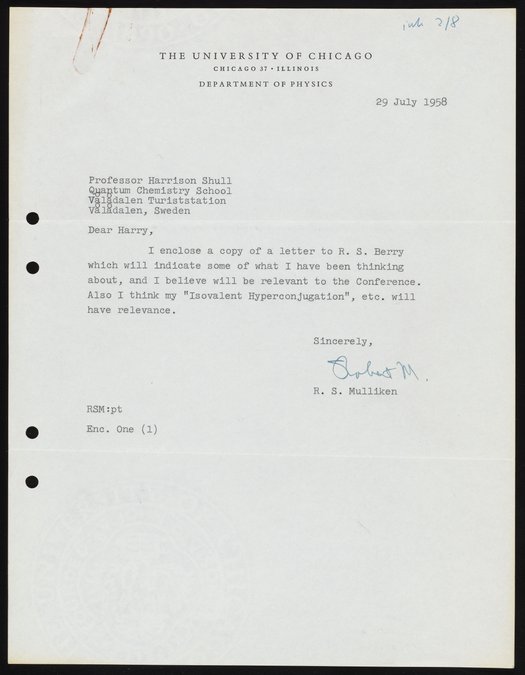 ink 2/8
THE UNIVERSITY OF CHICAGO
CHICAGO 37 • ILLINOIS
DEPARTMENT OF PHYSICS
29 July 1958
Professor Harrison Shull
Quantum Chemistry School
Vålådalen Turiststation
Vålådalen, Sweden
Dear Harry,
I enclose a copy of a letter to R. S. Berry
which will indicate some of what I have been thinking
about, and I believe will be relevant to the Conference.
Also I think my "Isovalent Hyperconjugation", etc. will
have relevance.
Sincerely,
Robert M.
R. S. Mulliken
RSM:pt
Enc. One (1)